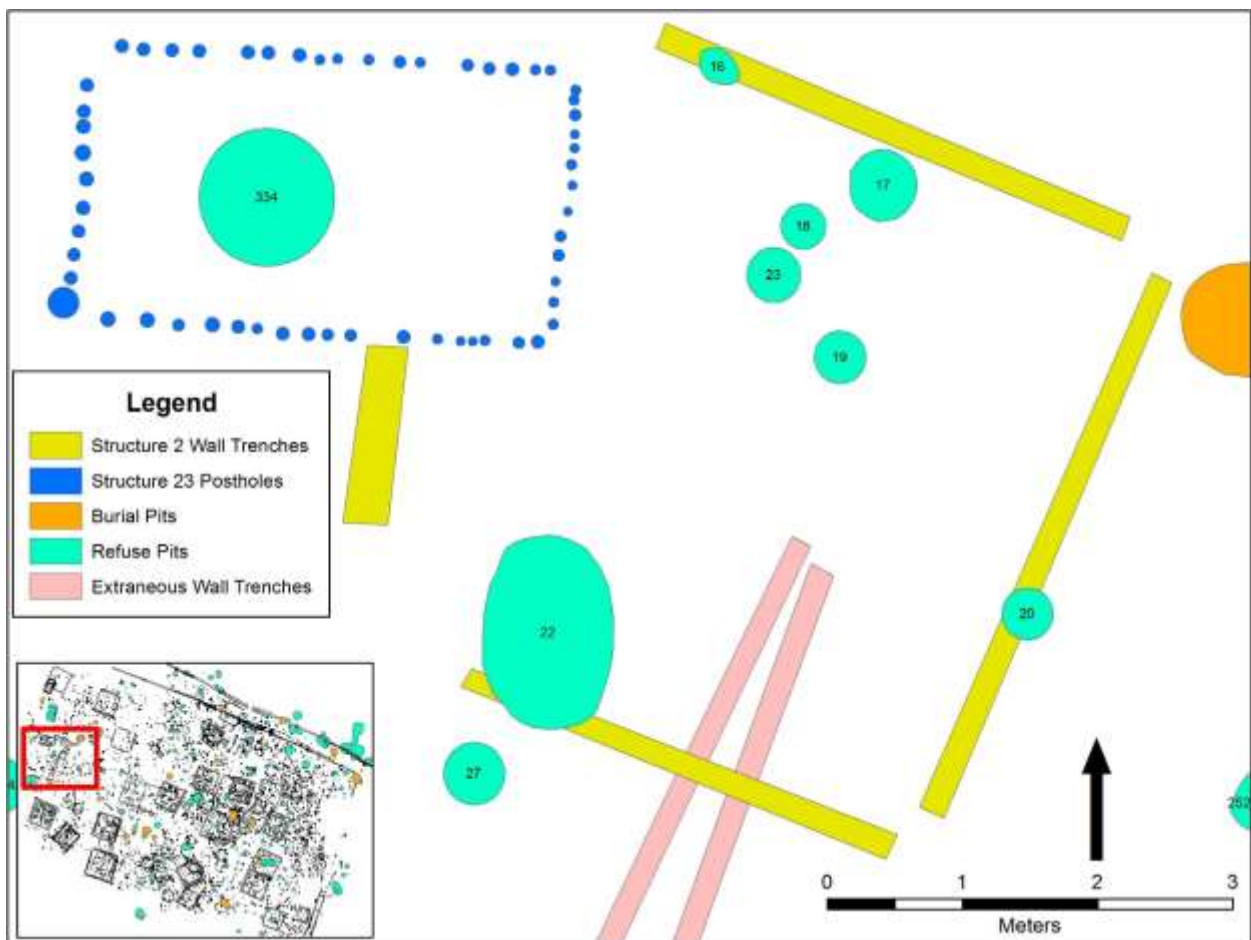 16
17
334
18
23
19
Legend
Structure 2 Wall Trenches
Structure 23 Postholes
Burial Pits
Refuse Pits
Extraneous Wall Trenches
20
22
27
252
0 1 2 3
Meters